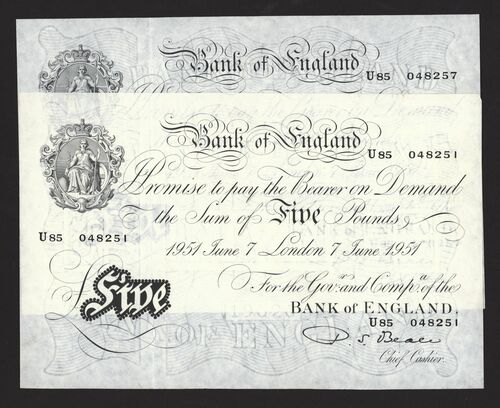 Bank of England
U85 048257
Bank of England
U85 048251
I Promise to pay the Bearer on Demand
the Sum of Five Pounds
U85 048251
1951 June 7 London 7 June 1951
For the Govr. and Compa. of the
BANK OF ENGLAND,
£Five
U85 048251
P. S. Beale
Chief Cashier.